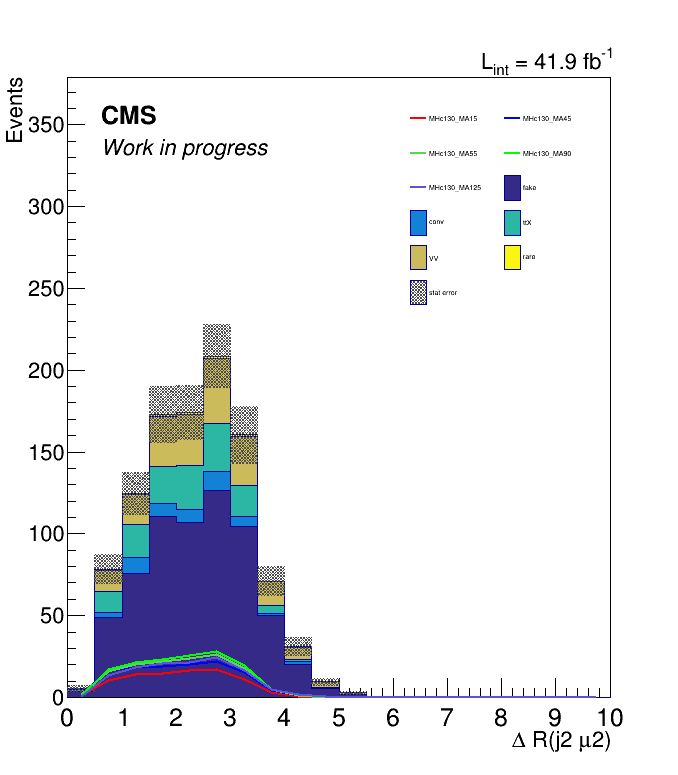 L_int = 41.9 fb^-1
Events
CMS
Work in progress
MHc130_MA15
MHc130_MA45
MHc130_MA55
MHc130_MA90
MHc130_MA125
fake
conv
ttX
VV
rare
stat error
350
300
250
200
150
100
50
0
0 1 2 3 4 5 6 7 8 9 10
Δ R(j2 μ2)